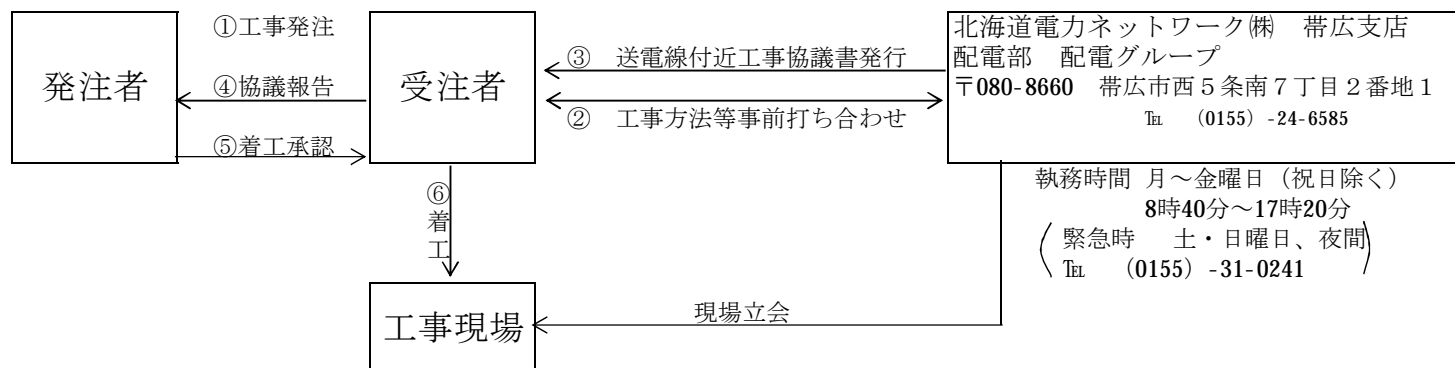 ①工事発注
発注者
④協議報告
⑤着工承認
受注者
③ 送電線付近工事協議書発行
② 工事方法等事前打ち合わせ
北海道電力ネットワーク㈱ 帯広支店
配電部 配電グループ
〒080-8660 帯広市西5条南7丁目2番地1
℡ (0155) -24-6585
執務時間 月～金曜日(祝日除く)
8時40分～17時20分
緊急時 土・日曜日、夜間
℡ (0155) -31-0241
⑥着工
工事現場
現場立会